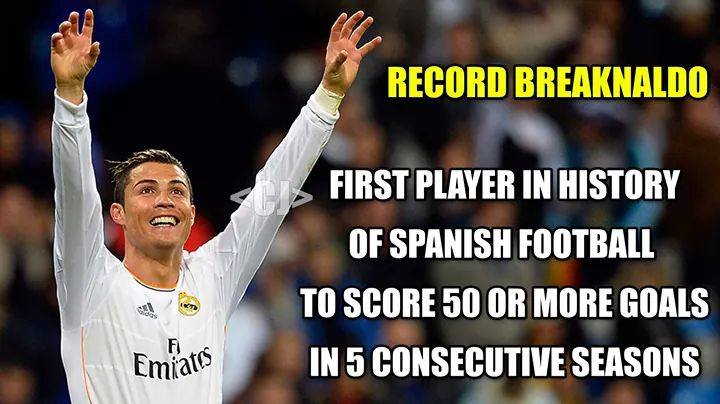 RECORD BREAKNALDO
<CJ>
FIRST PLAYER IN HISTORY
OF SPANISH FOOTBALL
TO SCORE 50 OR MORE GOALS
IN 5 CONSECUTIVE SEASONS
adidas
Fly
Emirates